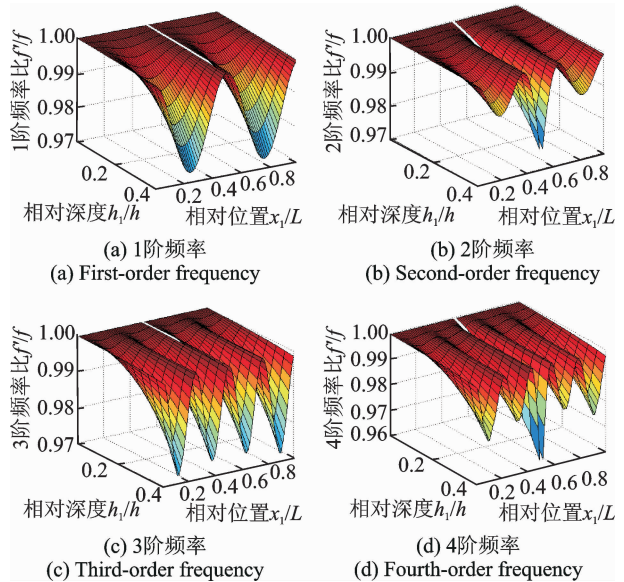 1.00
0.99
0.98
0.97
1阶频率比f'/f
0.2
0.4
相对深度h₁/h
0.2
0.4
0.6
0.8
相对位置x₁/L
(a) 1阶频率
(a) First-order frequency
1.00
0.99
0.98
0.97
2阶频率比f'/f
0.2
0.4
相对深度h₁/h
0.2
0.4
0.6
0.8
相对位置x₁/L
(b) 2阶频率
(b) Second-order frequency
1.00
0.99
0.98
0.97
3阶频率比f'/f
0.2
0.4
相对深度h₁/h
0.2
0.4
0.6
0.8
相对位置x₁/L
(c) 3阶频率
(c) Third-order frequency
1.00
0.99
0.98
0.97
0.96
4阶频率比f'/f
0.2
0.4
相对深度h₁/h
0.2
0.4
0.6
0.8
相对位置x₁/L
(d) 4阶频率
(d) Fourth-order frequency